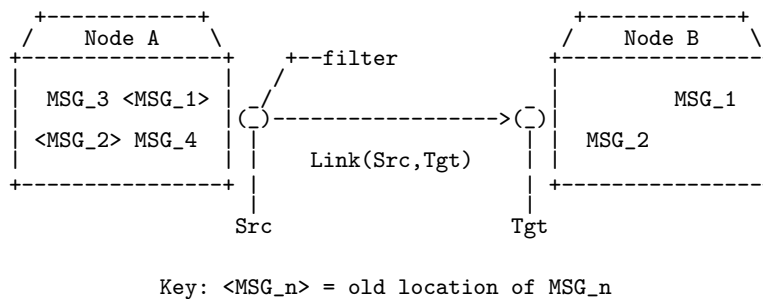 Node A Node B
+--filter
MSG_3 <MSG_1> MSG_1
<MSG_2> MSG_4 MSG_2
Link(Src,Tgt)
Src Tgt
Key: <MSG_n> = old location of MSG_n